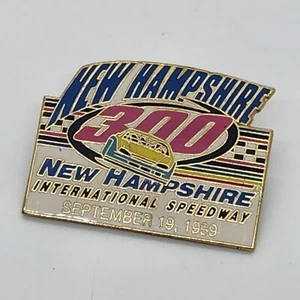 NEW HAMPSHIRE
300
NEW HAMPSHIRE
INTERNATIONAL SPEEDWAY
SEPTEMBER 19, 1999